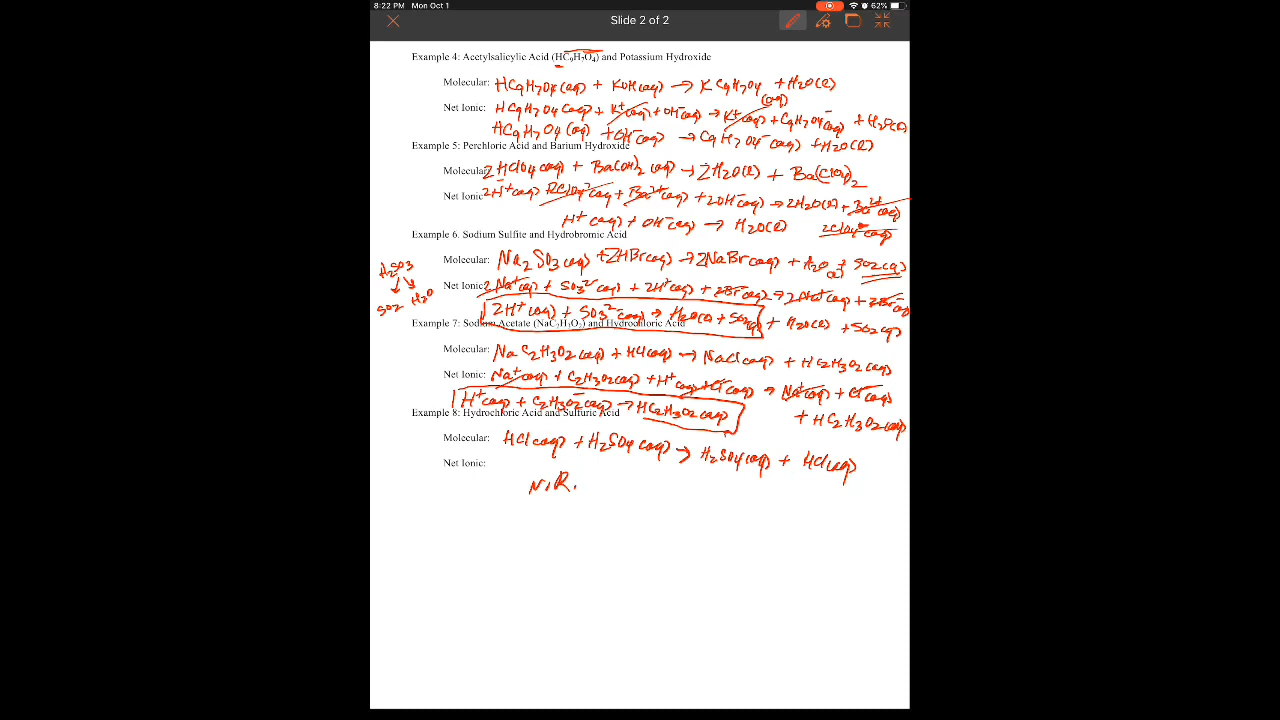 8:22 PM Mon Oct 1 62%
Slide 2 of 2
Example 4: Acetylsalicylic Acid (HC₉H₇O₄) and Potassium Hydroxide
Molecular: HC₉H₇O₄(aq) + KOH(aq) → KC₉H₇O₄ + H₂O(l)
(aq)
Net Ionic: HC₉H₇O₄(aq) + K⁺(aq) + OH⁻(aq) → K⁺(aq) + C₉H₇O₄⁻(aq) + H₂O(l)
HC₉H₇O₄(aq) + OH⁻(aq) → C₉H₇O₄⁻(aq) + H₂O(l)
Example 5: Perchloric Acid and Barium Hydroxide
Molecular: 2HClO₄(aq) + Ba(OH)₂(aq) → 2H₂O(l) + Ba(ClO₄)₂
Net Ionic: 2H⁺(aq) 2ClO₄⁻(aq) + Ba²⁺(aq) + 2OH⁻(aq) → 2H₂O(l) + Ba²⁺(aq)
H⁺(aq) + OH⁻(aq) → H₂O(l) 2ClO₄⁻(aq)
Example 6. Sodium Sulfite and Hydrobromic Acid
Molecular: Na₂SO₃(aq) + 2HBr(aq) → 2NaBr(aq) + H₂O(l) + SO₂(g)
H₂SO₃
SO₂ H₂O
Net Ionic: 2Na⁺(aq) + SO₃²⁻(aq) + 2H⁺(aq) + 2Br⁻(aq) → 2Na⁺(aq) + 2Br⁻(aq)
2H⁺(aq) + SO₃²⁻(aq) → H₂O(l) + SO₂(g) + H₂O(l) + SO₂(g)
Example 7: Sodium Acetate (NaC₂H₃O₂) and Hydrochloric Acid
Molecular: NaC₂H₃O₂(aq) + HCl(aq) → NaCl(aq) + HC₂H₃O₂(aq)
Net Ionic: Na⁺(aq) + C₂H₃O₂⁻(aq) + H⁺(aq) + Cl⁻(aq) → Na⁺(aq) + Cl⁻(aq)
H⁺(aq) + C₂H₃O₂⁻(aq) → HC₂H₃O₂(aq) + HC₂H₃O₂(aq)
Example 8: Hydrochloric Acid and Sulfuric Acid
Molecular: HCl(aq) + H₂SO₄(aq) → H₂SO₄(aq) + HCl(aq)
Net Ionic:
N.R.